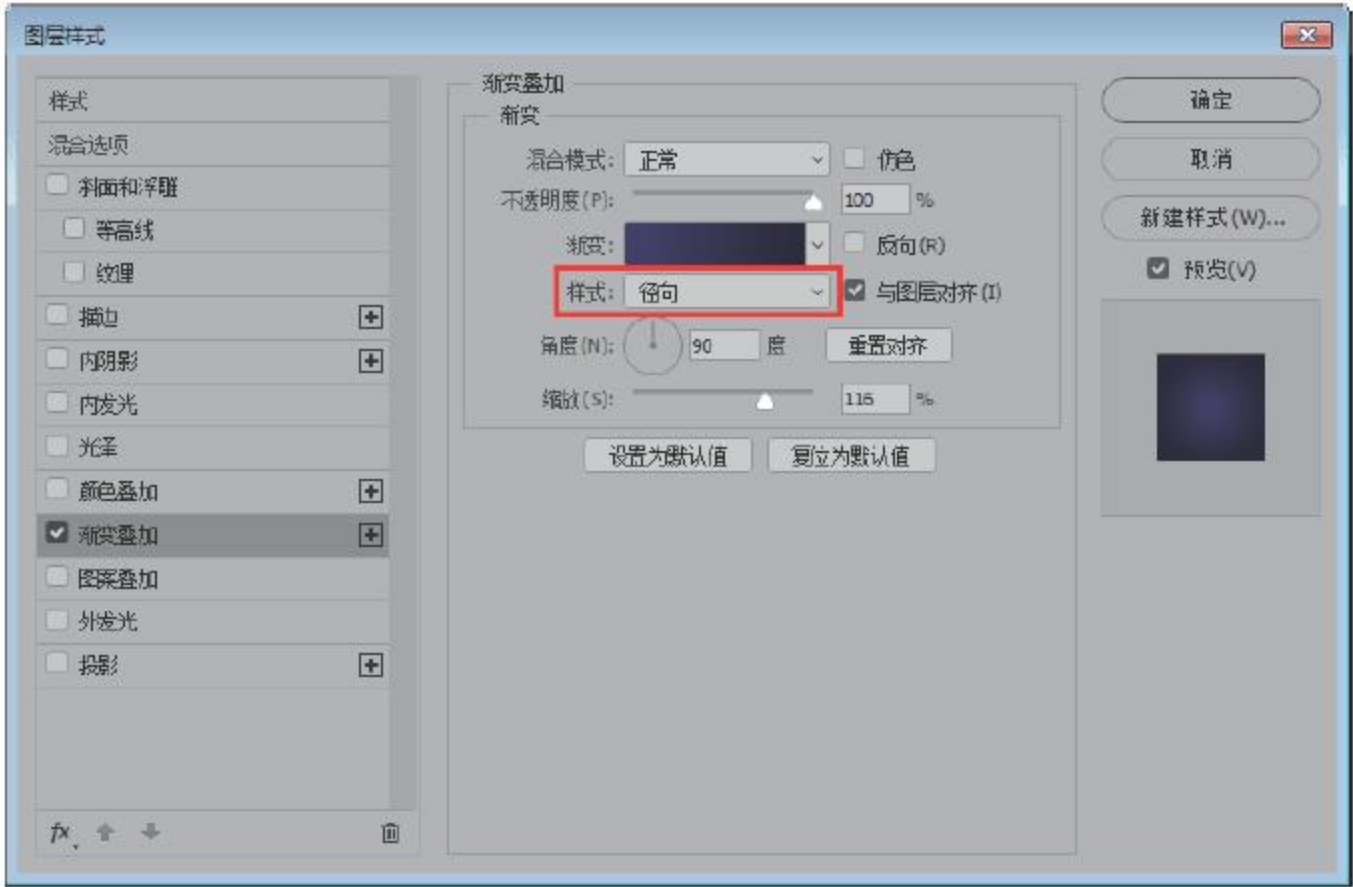 图层样式
样式
混合选项
斜面和浮雕
等高线
纹理
描边
内阴影
内发光
光泽
颜色叠加
渐变叠加
图案叠加
外发光
投影
fx
渐变叠加
渐变
混合模式: 正常 仿色
不透明度(P): 100 %
渐变: 反向(R)
样式: 径向 与图层对齐(I)
角度(N): 90 度 重置对齐
缩放(S): 115 %
设置为默认值 复位为默认值
确定
取消
新建样式(W)...
预览(V)